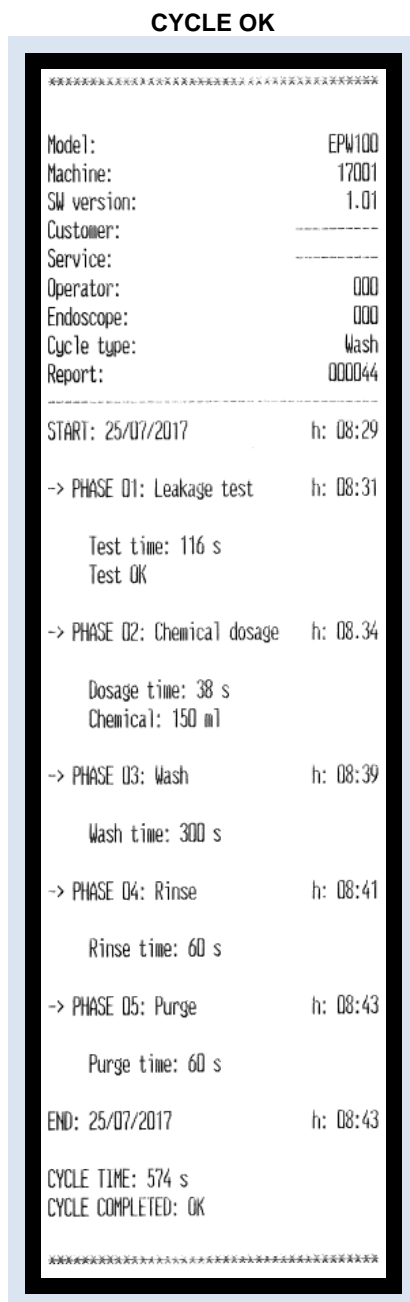 CYCLE OK
****************************************
Model: EPW100
Machine: 17001
SW version: 1.01
Customer: ----------
Service: ----------
Operator: 000
Endoscope: 000
Cycle type: Wash
Report: 000044
----------------------------------------
START: 25/07/2017 h: 08:29
-> PHASE 01: Leakage test h: 08:31
Test time: 116 s
Test OK
-> PHASE 02: Chemical dosage h: 08.34
Dosage time: 38 s
Chemical: 150 ml
-> PHASE 03: Wash h: 08:39
Wash time: 300 s
-> PHASE 04: Rinse h: 08:41
Rinse time: 60 s
-> PHASE 05: Purge h: 08:43
Purge time: 60 s
END: 25/07/2017 h: 08:43
CYCLE TIME: 574 s
CYCLE COMPLETED: OK
****************************************